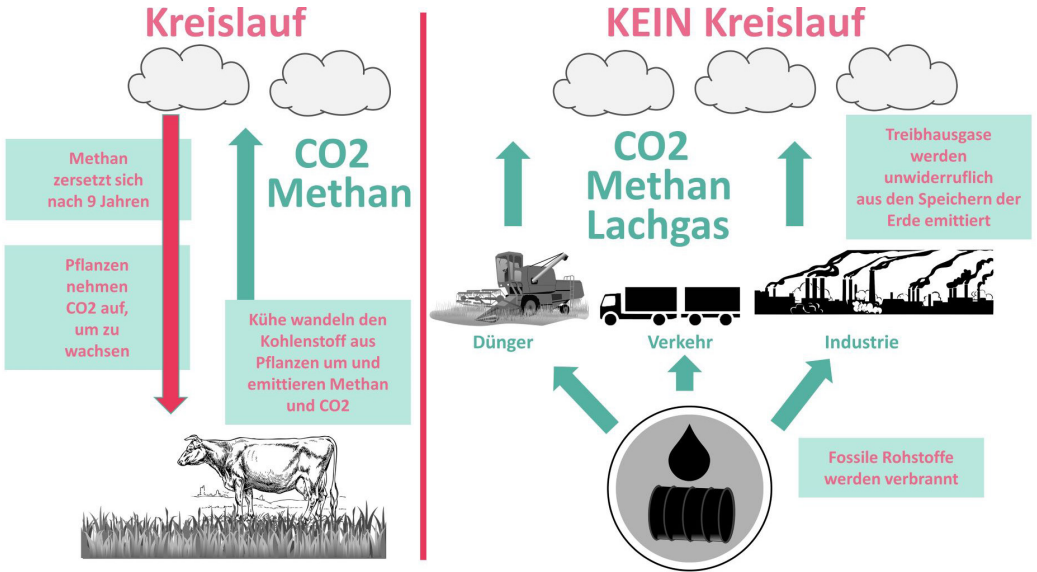 Kreislauf
Methan
zersetzt sich
nach 9 Jahren
CO2
Methan
Pflanzen
nehmen
CO2 auf,
um zu
wachsen
Kühe wandeln den
Kohlenstoff aus
Pflanzen um und
emittieren Methan
und CO2
KEIN Kreislauf
CO2
Methan
Lachgas
Treibhausgase
werden
unwiderruflich
aus den Speichern der
Erde emittiert
Dünger
Verkehr
Industrie
Fossile Rohstoffe
werden verbrannt